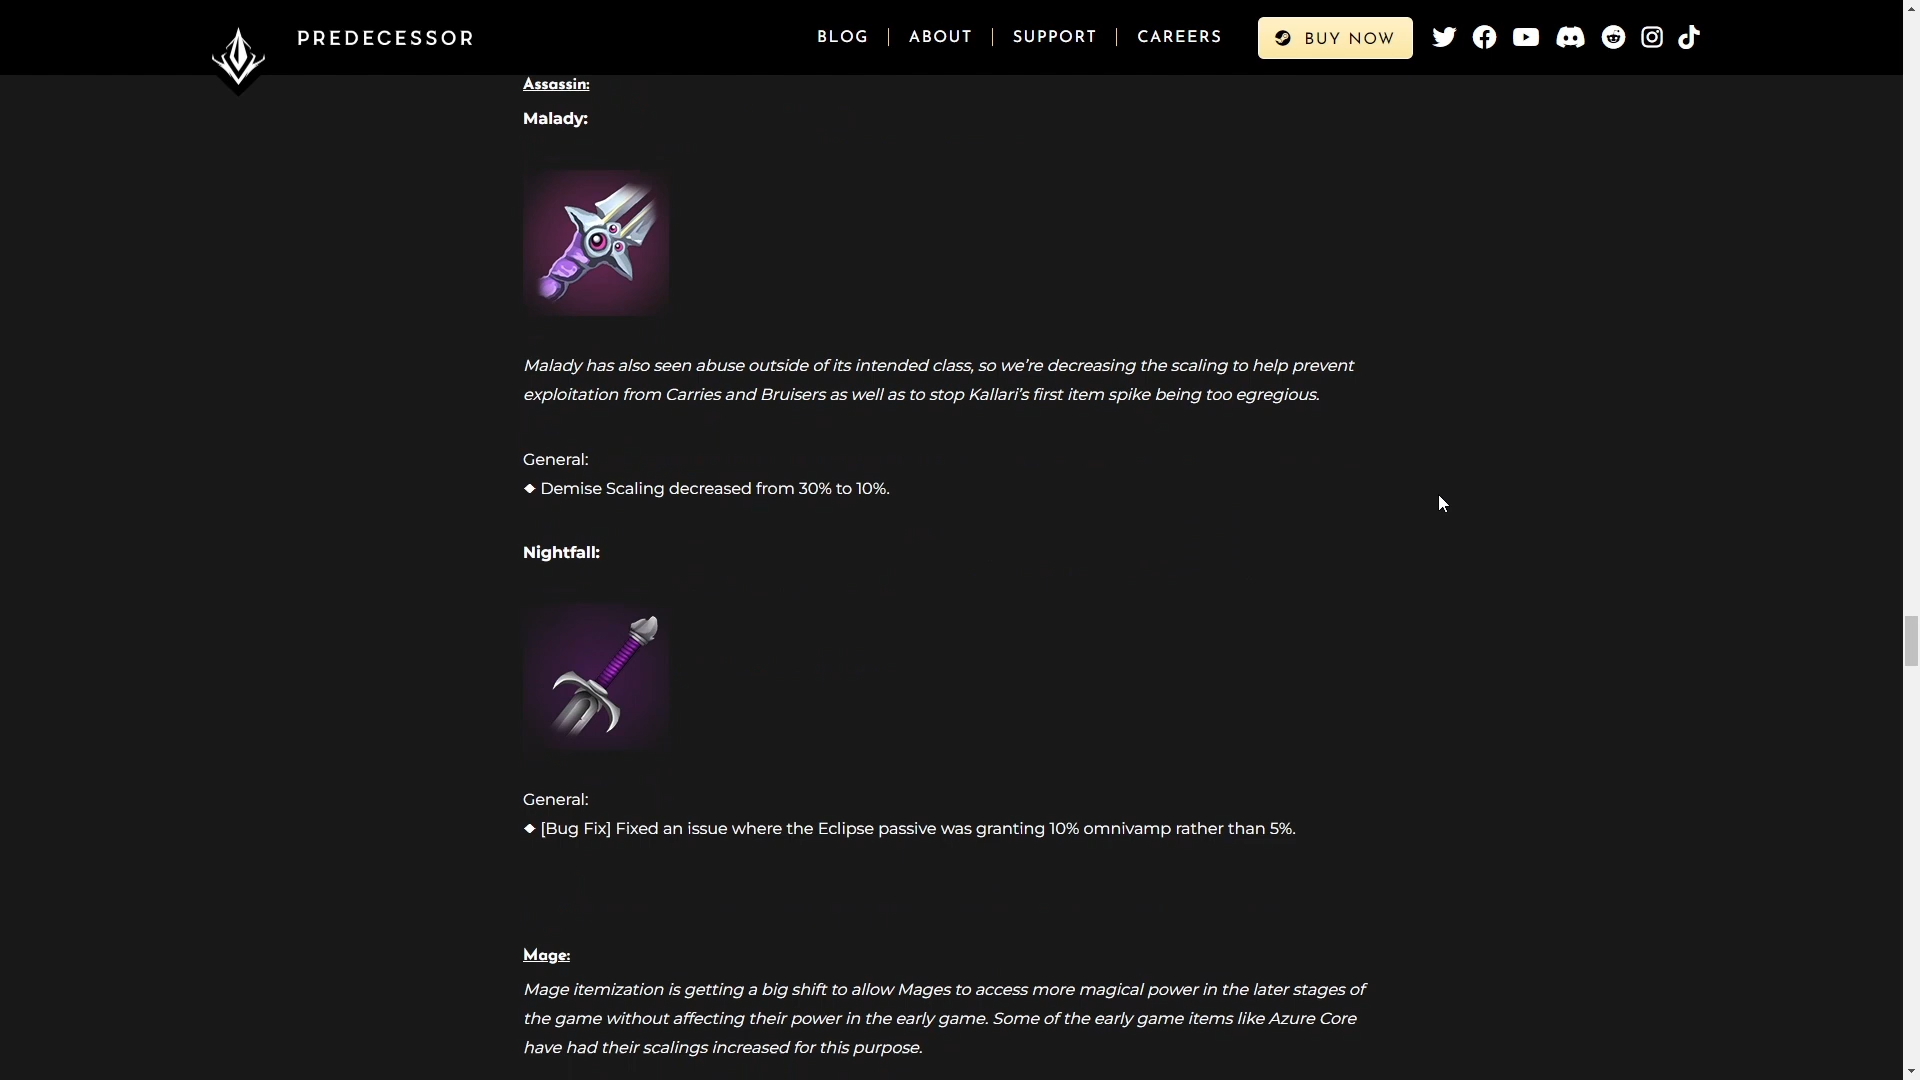 PREDECESSOR
BLOG
ABOUT
SUPPORT
CAREERS
BUY NOW
Assassin:
Malady:
Malady has also seen abuse outside of its intended class, so we’re decreasing the scaling to help prevent
exploitation from Carries and Bruisers as well as to stop Kallari’s first item spike being too egregious.
General:
◆ Demise Scaling decreased from 30% to 10%.
Nightfall:
General:
◆ [Bug Fix] Fixed an issue where the Eclipse passive was granting 10% omnivamp rather than 5%.
Mage:
Mage itemization is getting a big shift to allow Mages to access more magical power in the later stages of
the game without affecting their power in the early game. Some of the early game items like Azure Core
have had their scalings increased for this purpose.